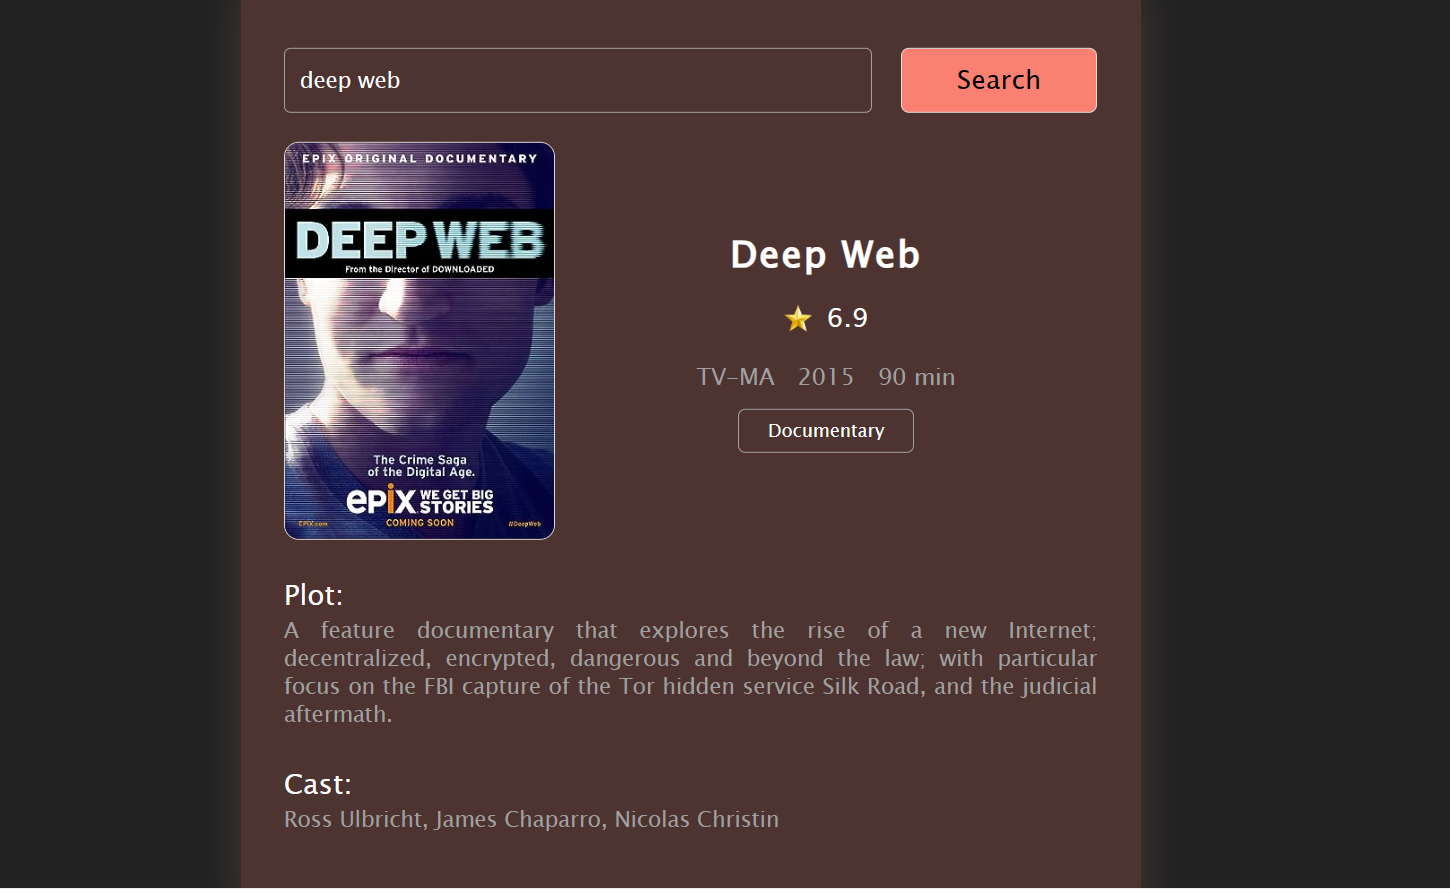 deep web
Search
EPIX ORIGINAL DOCUMENTARY
DEEP WEB
From the Director of DOWNLOADED
The Crime Saga
of the Digital Age.
epix WE GET BIG
STORIES
EPIX.com COMING SOON #DeepWeb
Deep Web
6.9
TV-MA 2015 90 min
Documentary
Plot:
A feature documentary that explores the rise of a new Internet;
decentralized, encrypted, dangerous and beyond the law; with particular
focus on the FBI capture of the Tor hidden service Silk Road, and the judicial
aftermath.
Cast:
Ross Ulbricht, James Chaparro, Nicolas Christin